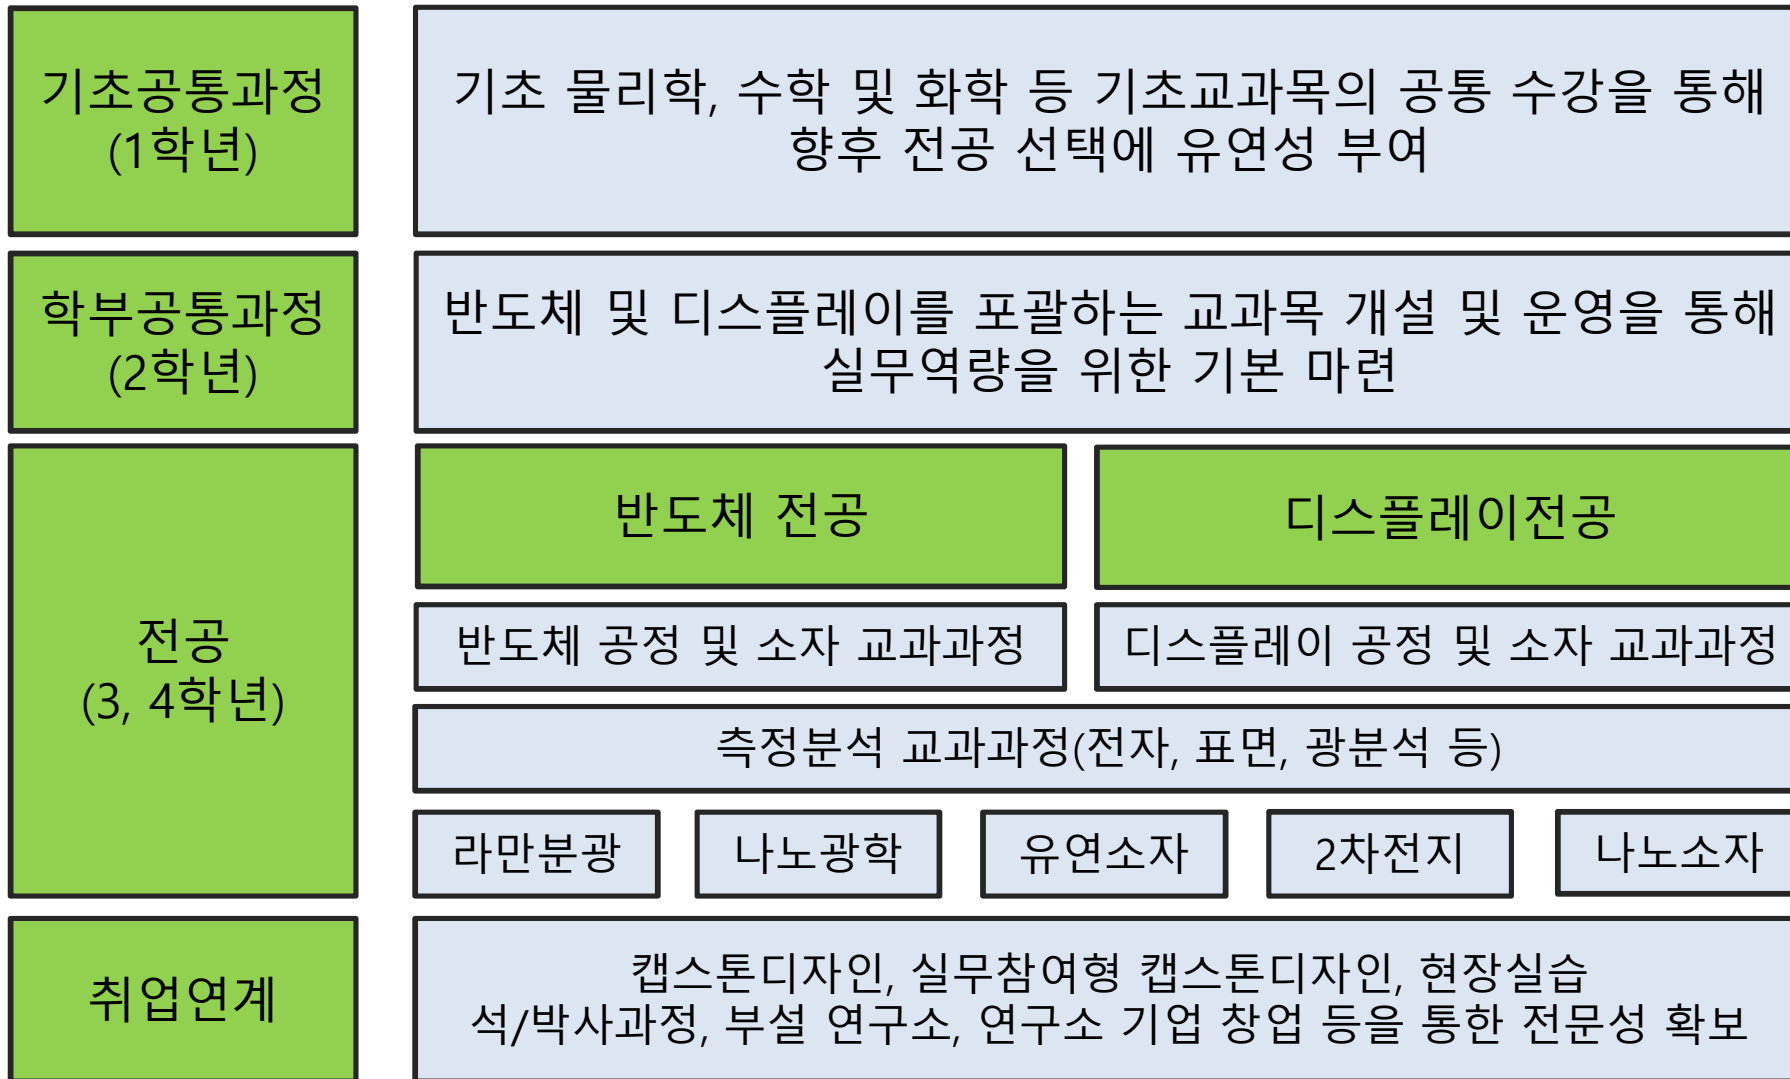 기초공통과정
(1학년)
기초 물리학, 수학 및 화학 등 기초교과목의 공통 수강을 통해
향후 전공 선택에 유연성 부여
학부공통과정
(2학년)
반도체 및 디스플레이를 포괄하는 교과목 개설 및 운영을 통해
실무역량을 위한 기본 마련
전공
(3, 4학년)
반도체 전공
디스플레이전공
반도체 공정 및 소자 교과과정
디스플레이 공정 및 소자 교과과정
측정분석 교과과정(전자, 표면, 광분석 등)
라만분광
나노광학
유연소자
2차전지
나노소자
취업연계
캡스톤디자인, 실무참여형 캡스톤디자인, 현장실습
석/박사과정, 부설 연구소, 연구소 기업 창업 등을 통한 전문성 확보